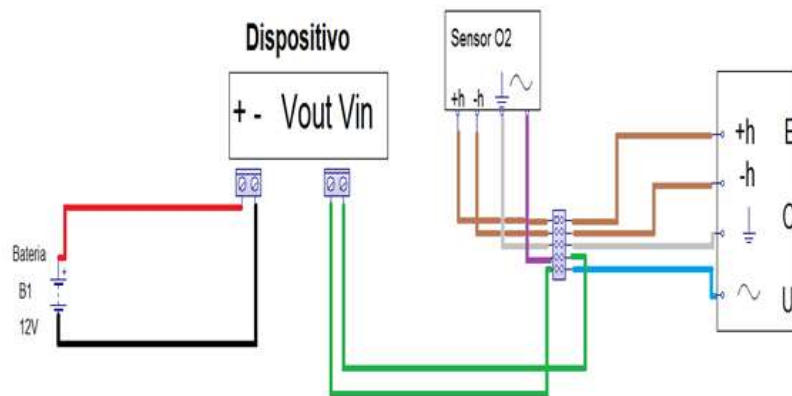 Dispositivo
+ - Vout Vin
Sensor O2
+h -h
+h E
-h
C
U
Bateria
+
B1
12V